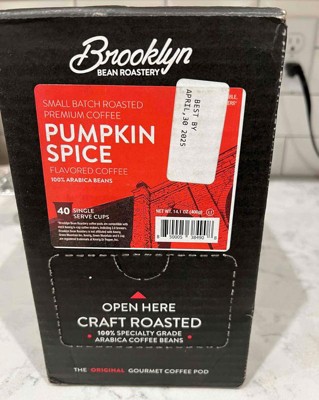 Brooklyn
BEAN ROASTERY
SMALL BATCH ROASTED
PREMIUM COFFEE
PUMPKIN
SPICE
FLAVORED COFFEE
100% ARABICA BEANS
BEST BY
APRIL,30 2025
40 SINGLE
SERVE CUPS
NET WT. 14.1 OZ (400g)
OPEN HERE
CRAFT ROASTED
100% SPECIALTY GRADE
ARABICA COFFEE BEANS
THE ORIGINAL GOURMET COFFEE POD